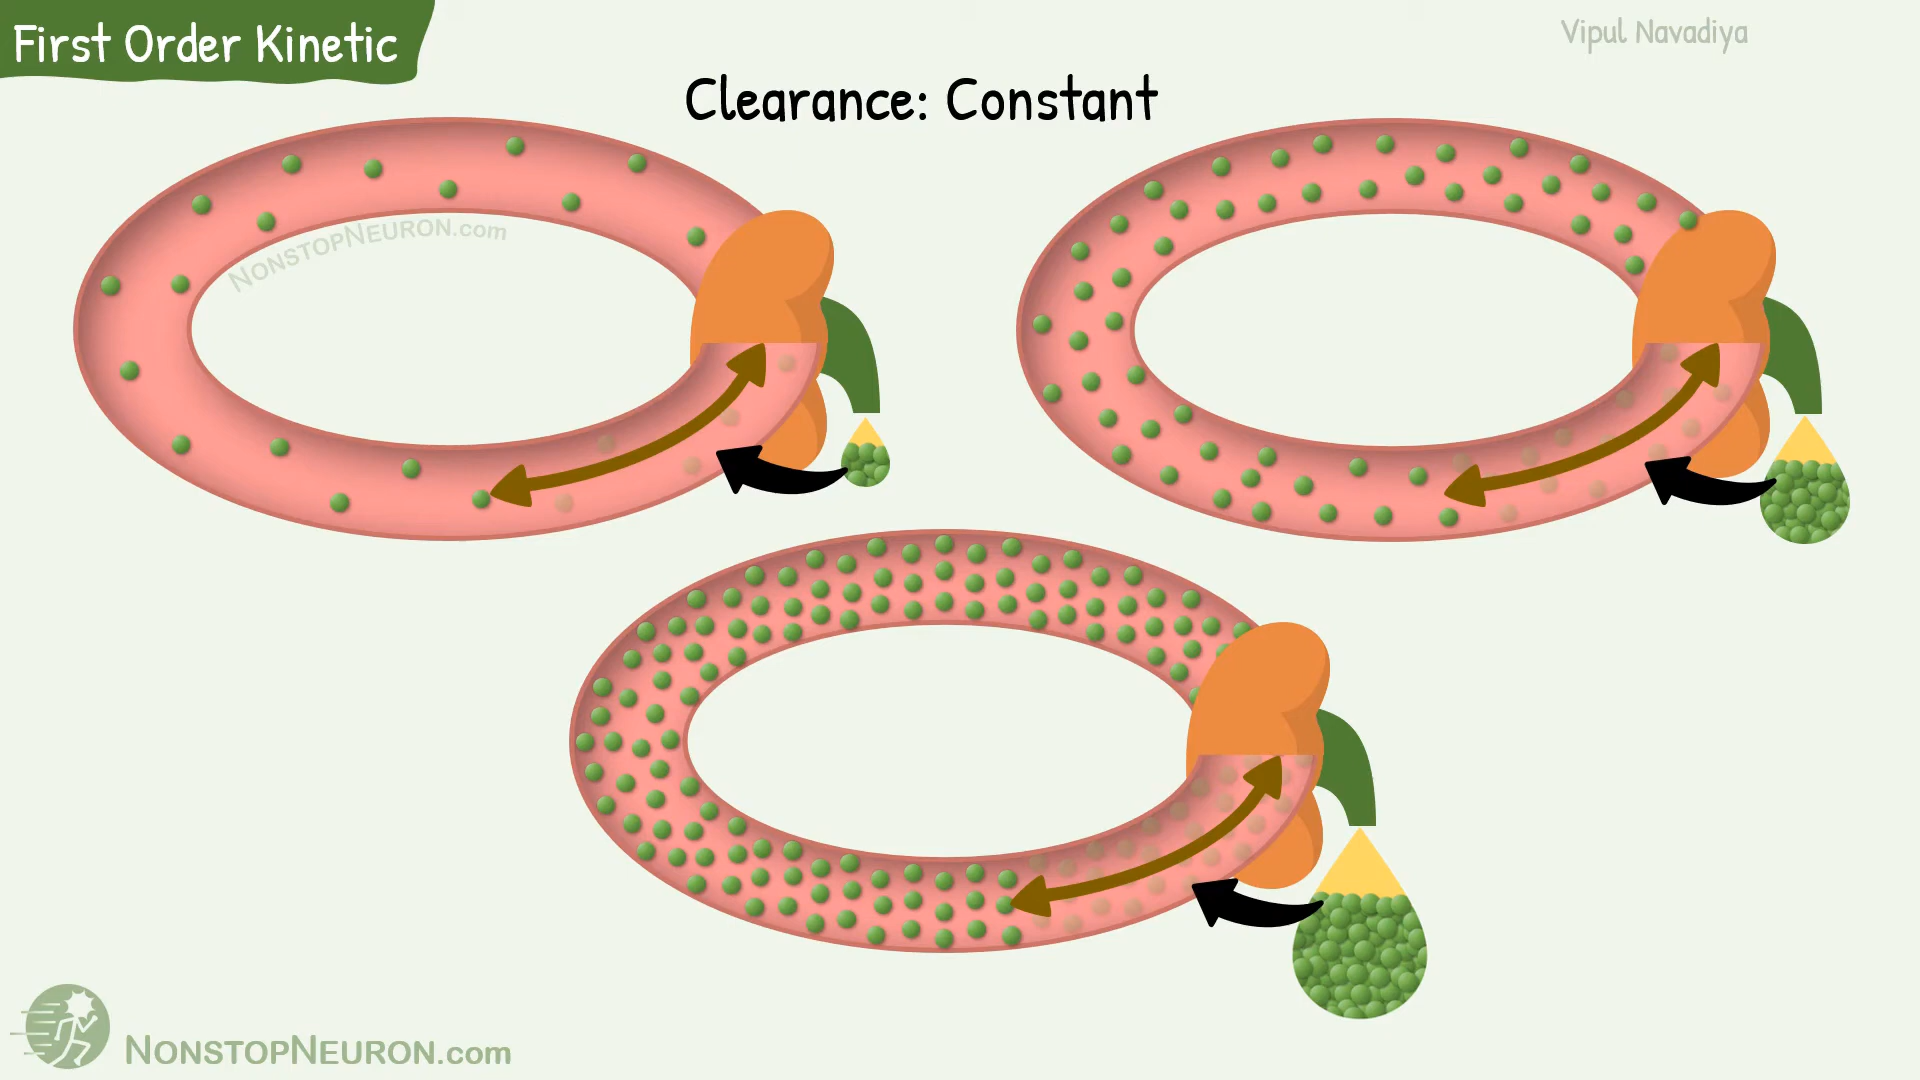 First Order Kinetic
Vipul Navadiya
Clearance: Constant
NONSTOPNEURON.com
NONSTOPNEURON.com